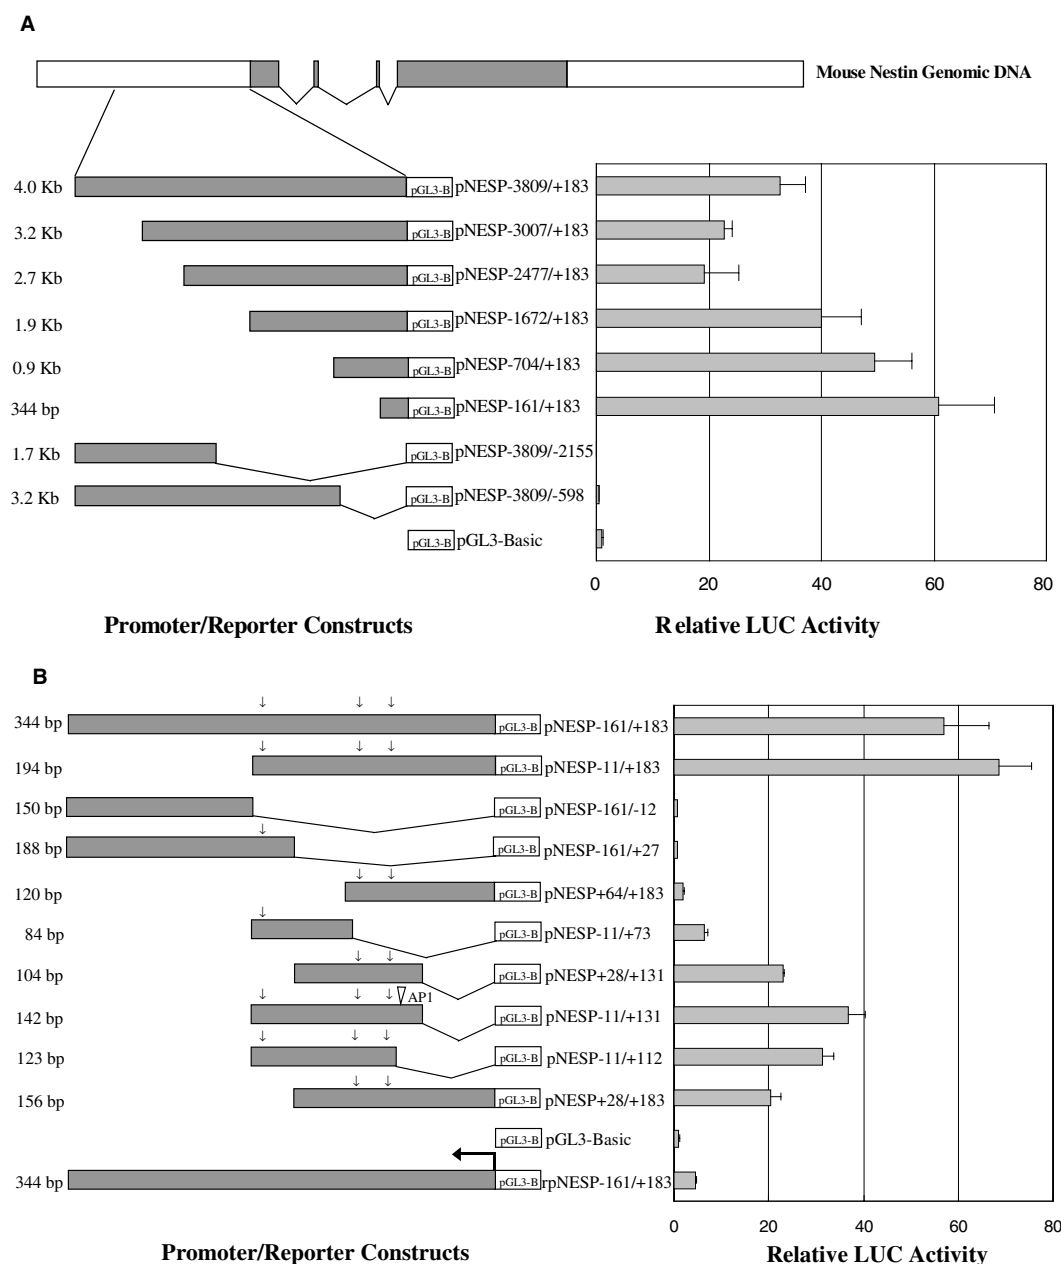 A
Mouse Nestin Genomic DNA
4.0 Kb pGL3-B pNESP-3809/+183
3.2 Kb pGL3-B pNESP-3007/+183
2.7 Kb pGL3-B pNESP-2477/+183
1.9 Kb pGL3-B pNESP-1672/+183
0.9 Kb pGL3-B pNESP-704/+183
344 bp pGL3-B pNESP-161/+183
1.7 Kb pGL3-B pNESP-3809/-2155
3.2 Kb pGL3-B pNESP-3809/-598
pGL3-B pGL3-Basic
0 20 40 60 80
Promoter/Reporter Constructs Relative LUC Activity
B
344 bp pGL3-B pNESP-161/+183
194 bp pGL3-B pNESP-11/+183
150 bp pGL3-B pNESP-161/-12
188 bp pGL3-B pNESP-161/+27
120 bp pGL3-B pNESP+64/+183
84 bp pGL3-B pNESP-11/+73
104 bp pGL3-B pNESP+28/+131
AP1
142 bp pGL3-B pNESP-11/+131
123 bp pGL3-B pNESP-11/+112
156 bp pGL3-B pNESP+28/+183
pGL3-B pGL3-Basic
344 bp pGL3-B rpNESP-161/+183
0 20 40 60 80
Promoter/Reporter Constructs Relative LUC Activity